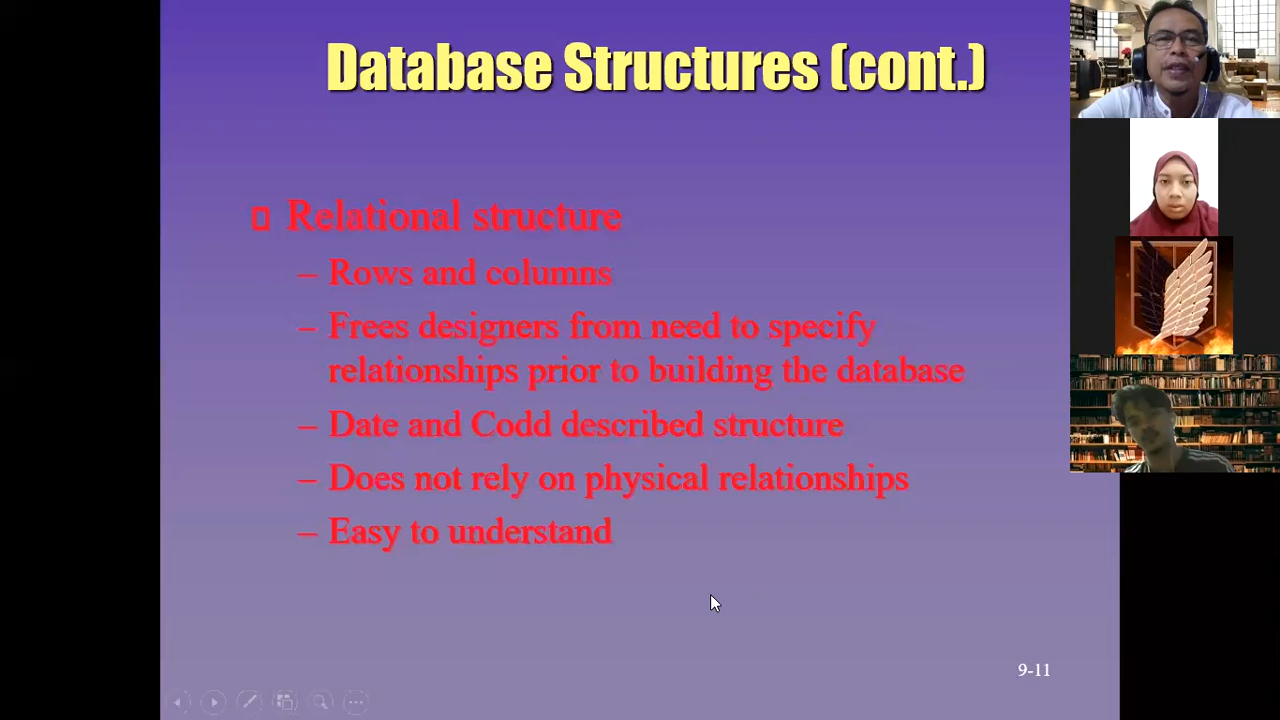 Database Structures (cont.)
Relational structure
– Rows and columns
– Frees designers from need to specify
relationships prior to building the database
– Date and Codd described structure
– Does not rely on physical relationships
– Easy to understand
9-11